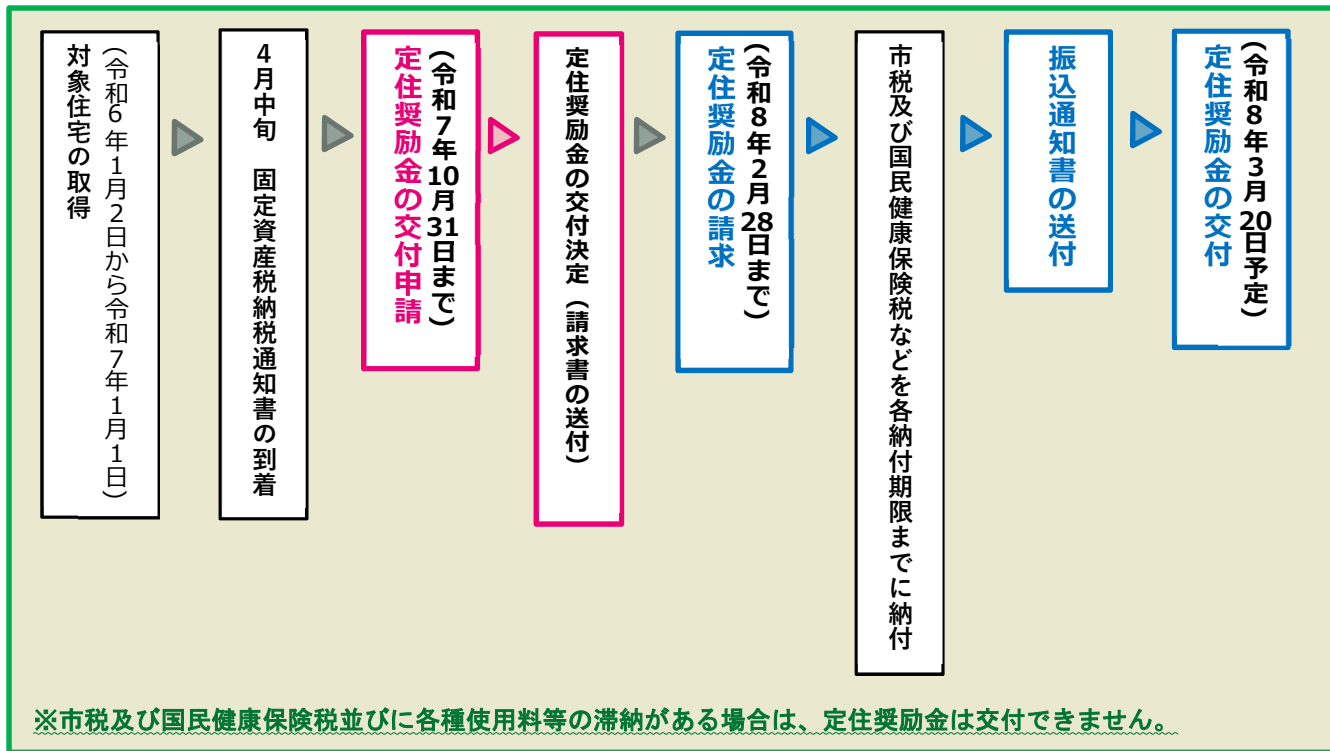 （令和6年1月2日から令和7年1月1日）
対象住宅の取得
4月中旬　固定資産税納税通知書の到着
（令和7年10月31日まで）
定住奨励金の交付申請
定住奨励金の交付決定（請求書の送付）
（令和8年2月28日まで）
定住奨励金の請求
市税及び国民健康保険税などを各納付期限までに納付
振込通知書の送付
（令和8年3月20日予定）
定住奨励金の交付
※市税及び国民健康保険税並びに各種使用料等の滞納がある場合は、定住奨励金は交付できません。